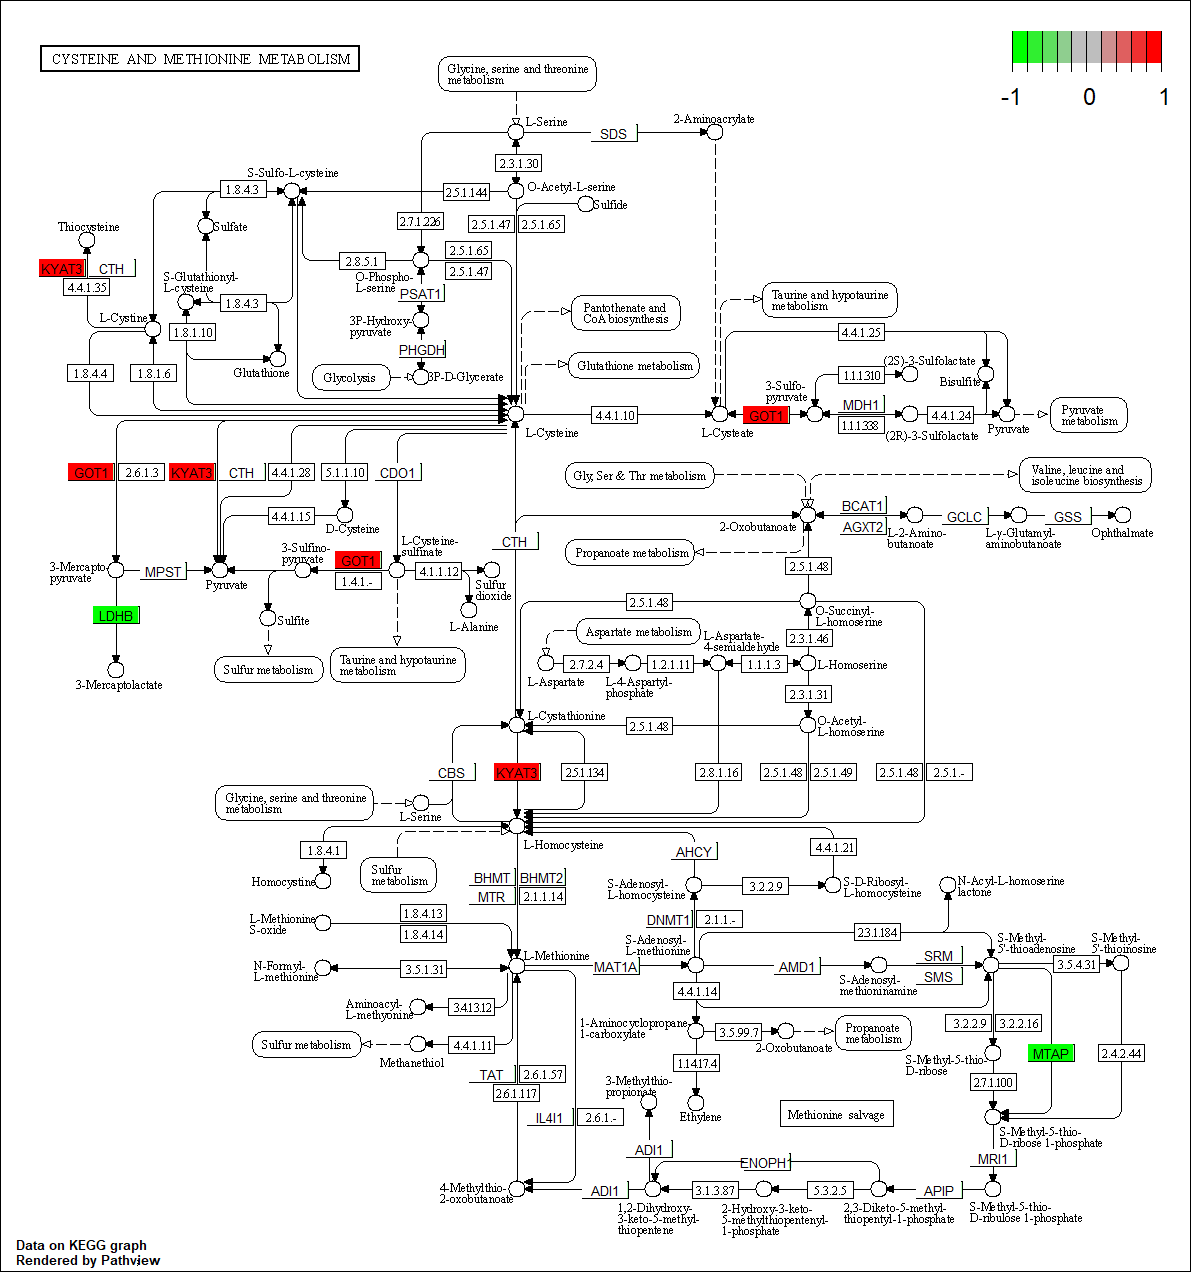 CYSTEINE AND METHIONINE METABOLISM
-1
0
1
Glycine, serine and threonine
metabolism
L-Serine
SDS
2-Aminoacrylate
2.3.1.30
S-Sulfo-L-cysteine
1.8.4.3
2.5.1.144
O-Acetyl-L-serine
Sulfide
Thiocysteine
Sulfate
2.7.1.226
2.5.1.47
2.5.1.65
KYAT3
CTH
2.8.5.1
2.5.1.65
2.5.1.47
4.4.1.35
S-Glutathionyl-
L-cysteine
1.8.4.3
O-Phospho-
L-serine
PSAT1
Taurine and hypotaurine
metabolism
Pantothenate and
CoA biosynthesis
L-Cystine
1.8.1.10
3P-Hydroxy-
pyruvate
4.4.1.25
PHGDH
1.8.4.4
1.8.1.6
Glutathione
Glycolysis
3P-D-Glycerate
Glutathione metabolism
3-Sulfo-
pyruvate
1.1.1.310
(2S)-3-Sulfolactate
Bisulfite
L-Cysteine
4.4.1.10
L-Cysteate
GOT1
MDH1
1.1.1.338
(2R)-3-Sulfolactate
4.4.1.24
Pyruvate
Pyruvate
metabolism
GOT1
2.6.1.3
KYAT3
CTH
4.4.1.28
5.1.1.10
CDO1
Gly, Ser & Thr metabolism
Valine, leucine and
isoleucine biosynthesis
4.4.1.15
D-Cysteine
2-Oxobutanoate
BCAT1
AGXT2
L-2-Amino-
butanoate
GCLC
L-γ-Glutamyl-
aminobutanoate
GSS
Ophthalmate
CTH
Propanoate metabolism
3-Mercapto-
pyruvate
MPST
Pyruvate
3-Sulfino-
pyruvate
GOT1
1.4.1.-
L-Cysteine-
sulfinate
4.1.1.12
Sulfur
dioxide
2.5.1.48
LDHB
Sulfite
L-Alanine
2.5.1.48
O-Succinyl-
L-homoserine
3-Mercaptolactate
Sulfur metabolism
Taurine and hypotaurine
metabolism
Aspartate metabolism
L-Aspartate-
4-semialdehyde
2.3.1.46
L-Aspartate
2.7.2.4
L-4-Aspartyl-
phosphate
1.2.1.11
1.1.1.3
L-Homoserine
2.3.1.31
L-Cystathionine
2.5.1.48
O-Acetyl-
L-homoserine
CBS
KYAT3
2.5.1.134
2.8.1.16
2.5.1.48
2.5.1.49
2.5.1.48
2.5.1.-
Glycine, serine and threonine
metabolism
L-Serine
1.8.4.1
Sulfur
metabolism
L-Homocysteine
AHCY
4.4.1.21
Homocystine
BHMT
BHMT2
MTR
2.1.1.14
S-Adenosyl-
L-homocysteine
3.2.2.9
S-D-Ribosyl-
L-homocysteine
N-Acyl-L-homoserine
lactone
L-Methionine
S-oxide
1.8.4.13
1.8.4.14
DNMT1
2.1.1.-
2.3.1.184
L-Methionine
S-Adenosyl-
L-methionine
S-Methyl-
5'-thioadenosine
S-Methyl-
5'-thioinosine
N-Formyl-
L-methionine
3.5.1.31
MAT1A
AMD1
S-Adenosyl-
methioninamine
SRM
SMS
3.5.4.31
Aminoacyl-
L-methyonine
3.4.13.12
4.4.1.14
Sulfur metabolism
Methanethiol
4.4.1.11
1-Aminocyclopropane
1-carboxylate
3.5.99.7
2-Oxobutanoate
Propanoate
metabolism
3.2.2.9
3.2.2.16
S-Methyl-5-thio-
D-ribose
MTAP
2.4.2.44
TAT
2.6.1.57
2.6.1.117
1.14.17.4
2.7.1.100
3-Methylthio-
propionate
Ethylene
Methionine salvage
IL4I1
2.6.1.-
S-Methyl-5-thio-
D-ribose 1-phosphate
ADI1
ENOPH1
MRI1
4-Methylthio-
2-oxobutanoate
ADI1
3.1.3.87
5.3.2.5
APIP
1,2-Dihydroxy-
3-keto-5-methyl-
thiopentene
2-Hydroxy-3-keto-
5-methylthiopentenyl-
1-phosphate
2,3-Diketo-5-methyl-
thiopentyl-1-phosphate
S-Methyl-5-thio-
D-ribulose 1-phosphate
Data on KEGG graph
Rendered by Pathview